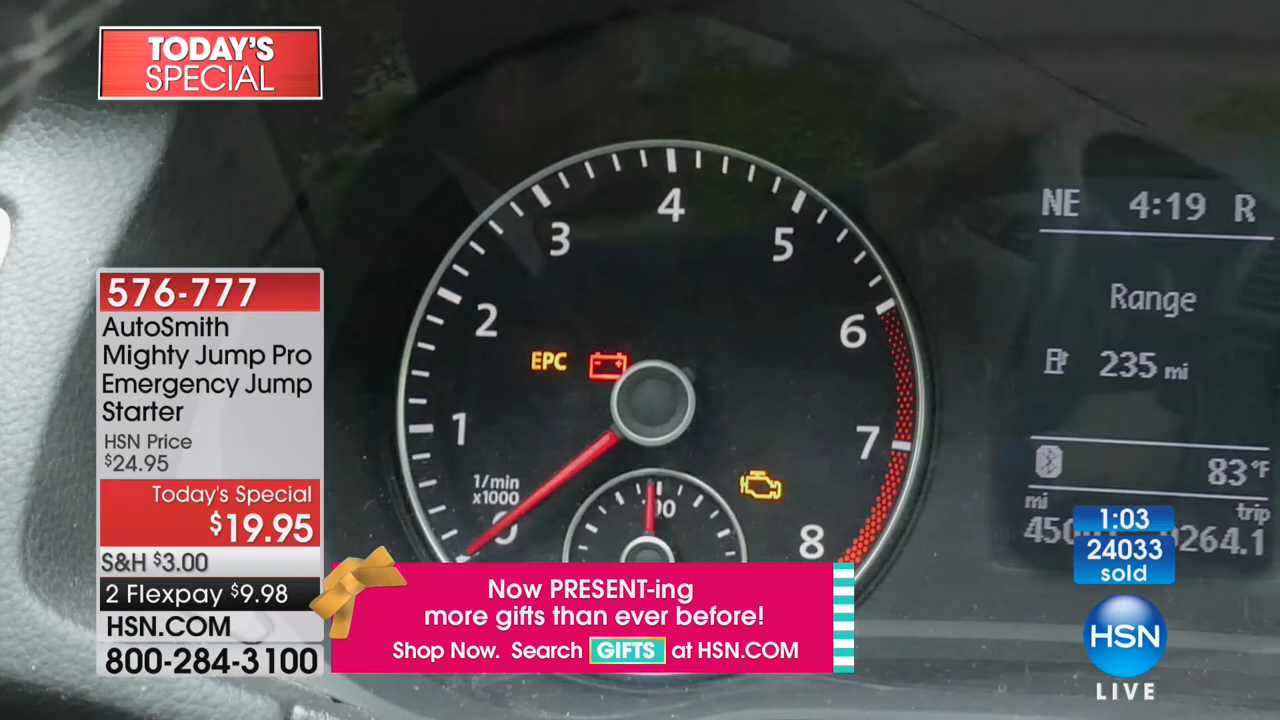 TODAY'S
SPECIAL
576-777
AutoSmith
Mighty Jump Pro
Emergency Jump
Starter
HSN Price
$24.95
Today's Special
$19.95
S&H $3.00
2 Flexpay $9.98
HSN.COM
800-284-3100
1
2
3
4
5
6
7
8
EPC
1/min
x1000
NE 4:19 R
Range
235 mi
83°F
mi
trip
264.1
1:03
24033
sold
HSN
LIVE
Now PRESENT-ing
more gifts than ever before!
Shop Now. Search GIFTS at HSN.COM